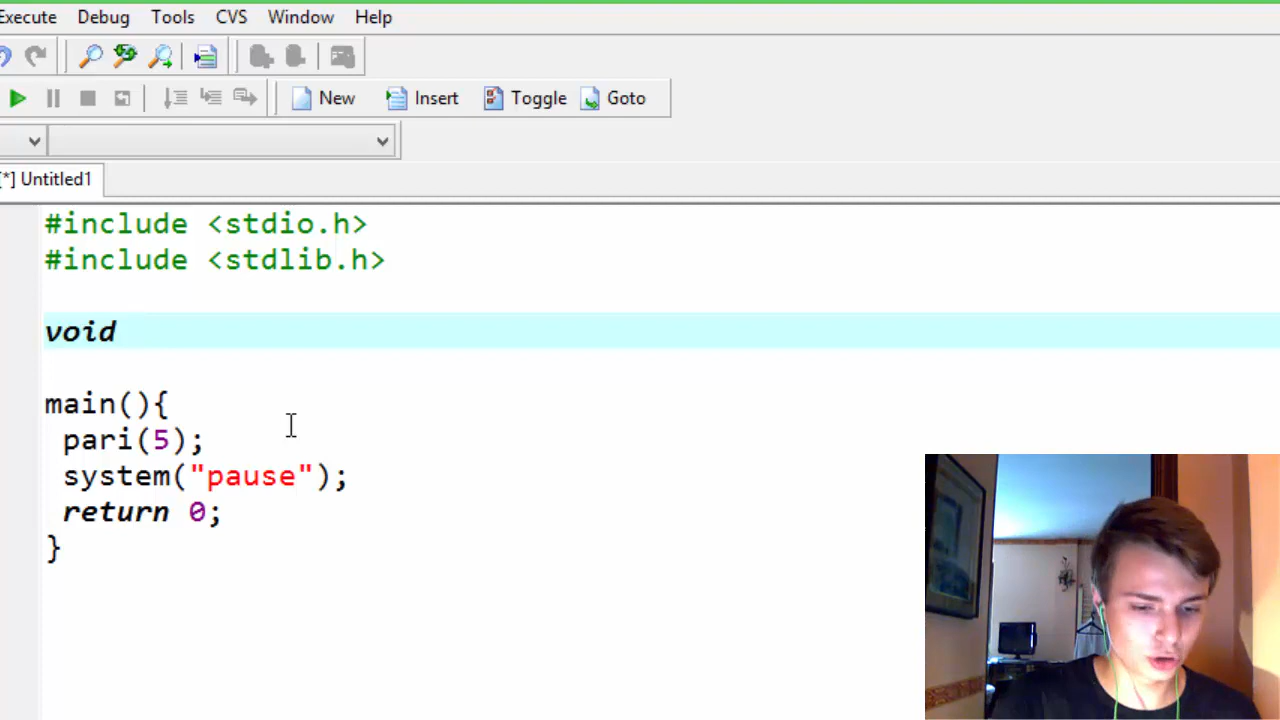 Execute Debug Tools CVS Window Help
New Insert Toggle Goto
[*] Untitled1
#include <stdio.h>
#include <stdlib.h>
void
main(){
pari(5);
system("pause");
return 0;
}